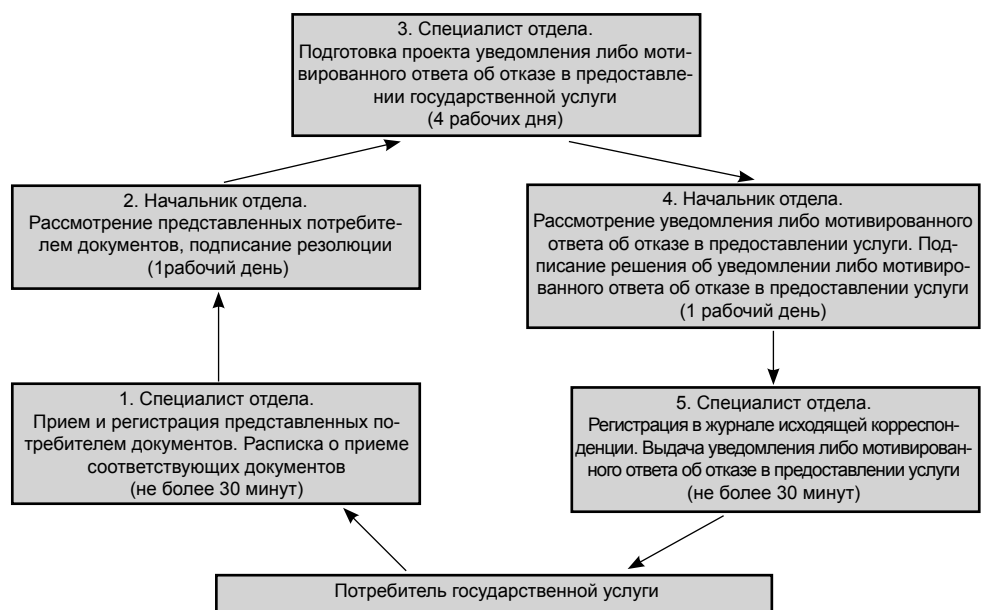 3. Специалист отдела.
Подготовка проекта уведомления либо моти-
вированного ответа об отказе в предоставле-
нии государственной услуги
(4 рабочих дня)
2. Начальник отдела.
Рассмотрение представленных потребите-
лем документов, подписание резолюции
(1рабочий день)
4. Начальник отдела.
Рассмотрение уведомления либо мотивированного
ответа об отказе в предоставлении услуги. Под-
писание решения об уведомлении либо мотивиро-
ванного ответа об отказе в предоставлении услуги
(1 рабочий день)
1. Специалист отдела.
Прием и регистрация представленных по-
требителем документов. Расписка о приеме
соответствующих документов
(не более 30 минут)
5. Специалист отдела.
Регистрация в журнале исходящей корреспон-
денции. Выдача уведомления либо мотивирован-
ного ответа об отказе в предоставлении услуги
(не более 30 минут)
Потребитель государственной услуги